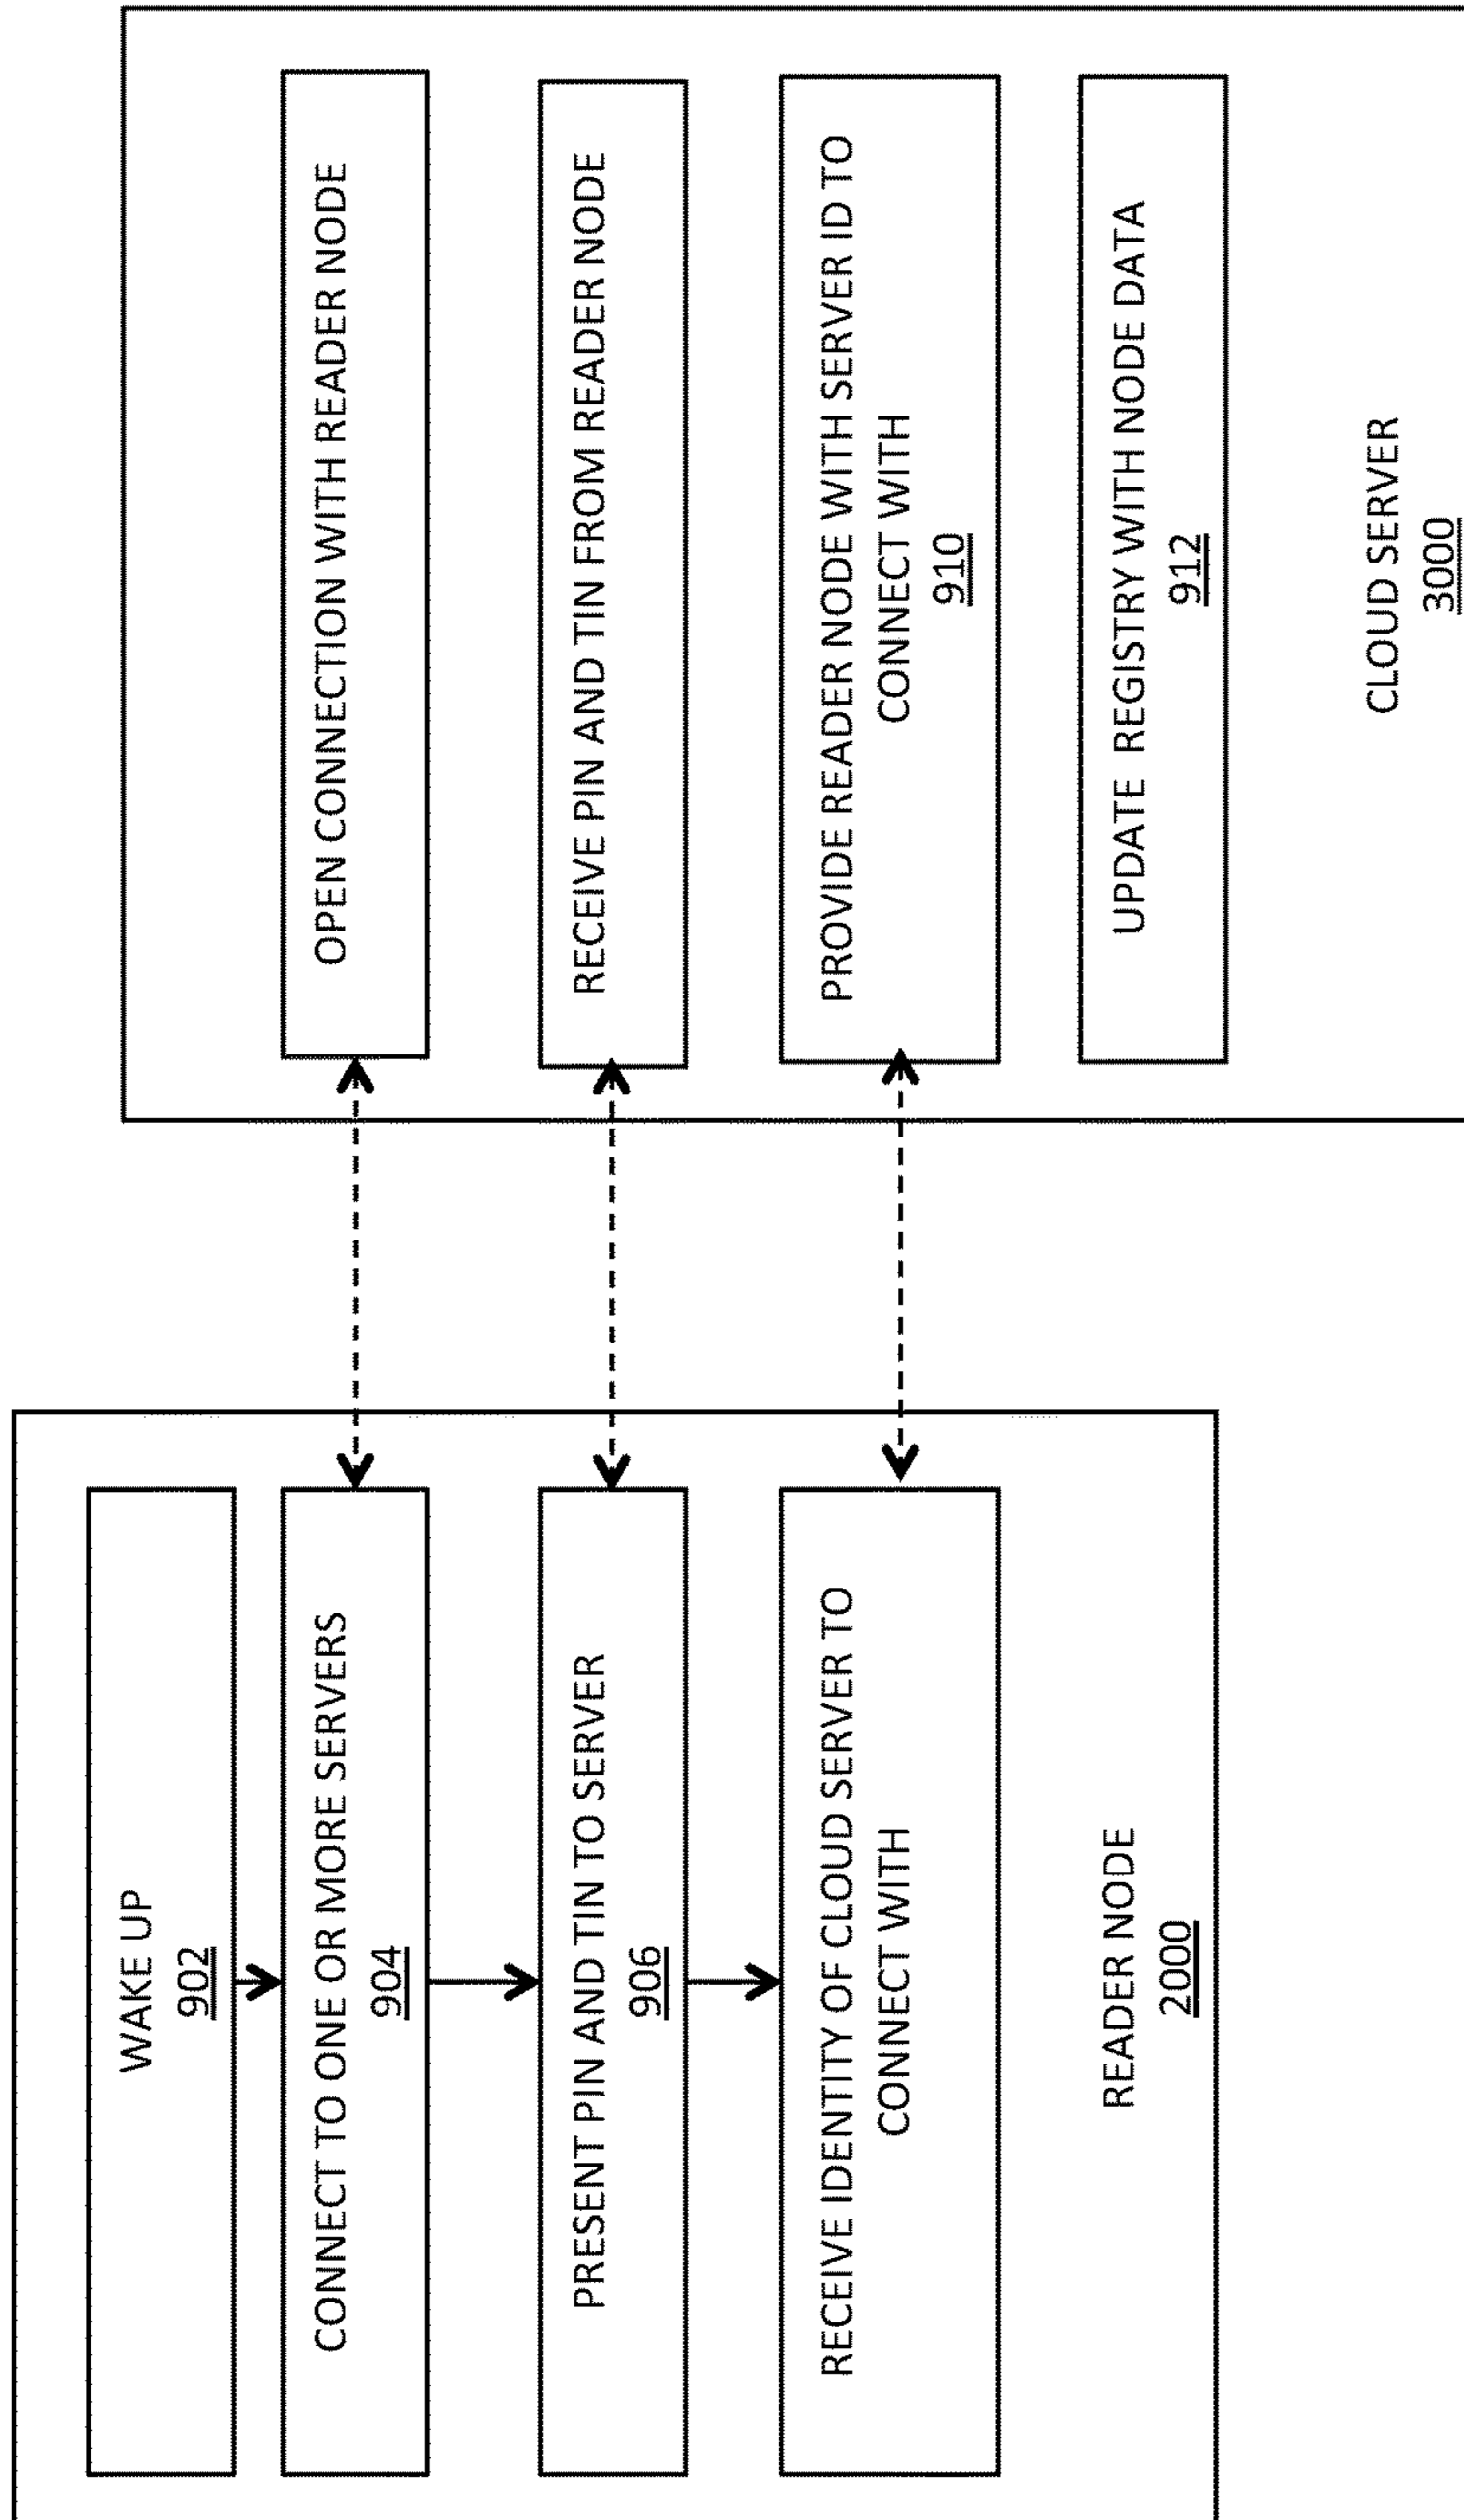 WAKE UP
902
CONNECT TO ONE OR MORE SERVERS
904
PRESENT PIN AND TIN TO SERVER
906
RECEIVE IDENTITY OF CLOUD SERVER TO
CONNECT WITH
READER NODE
2000
OPEN CONNECTION WITH READER NODE
RECEIVE PIN AND TIN FROM READER NODE
PROVIDE READER NODE WITH SERVER ID TO
CONNECT WITH
910
UPDATE REGISTRY WITH NODE DATA
912
CLOUD SERVER
3000